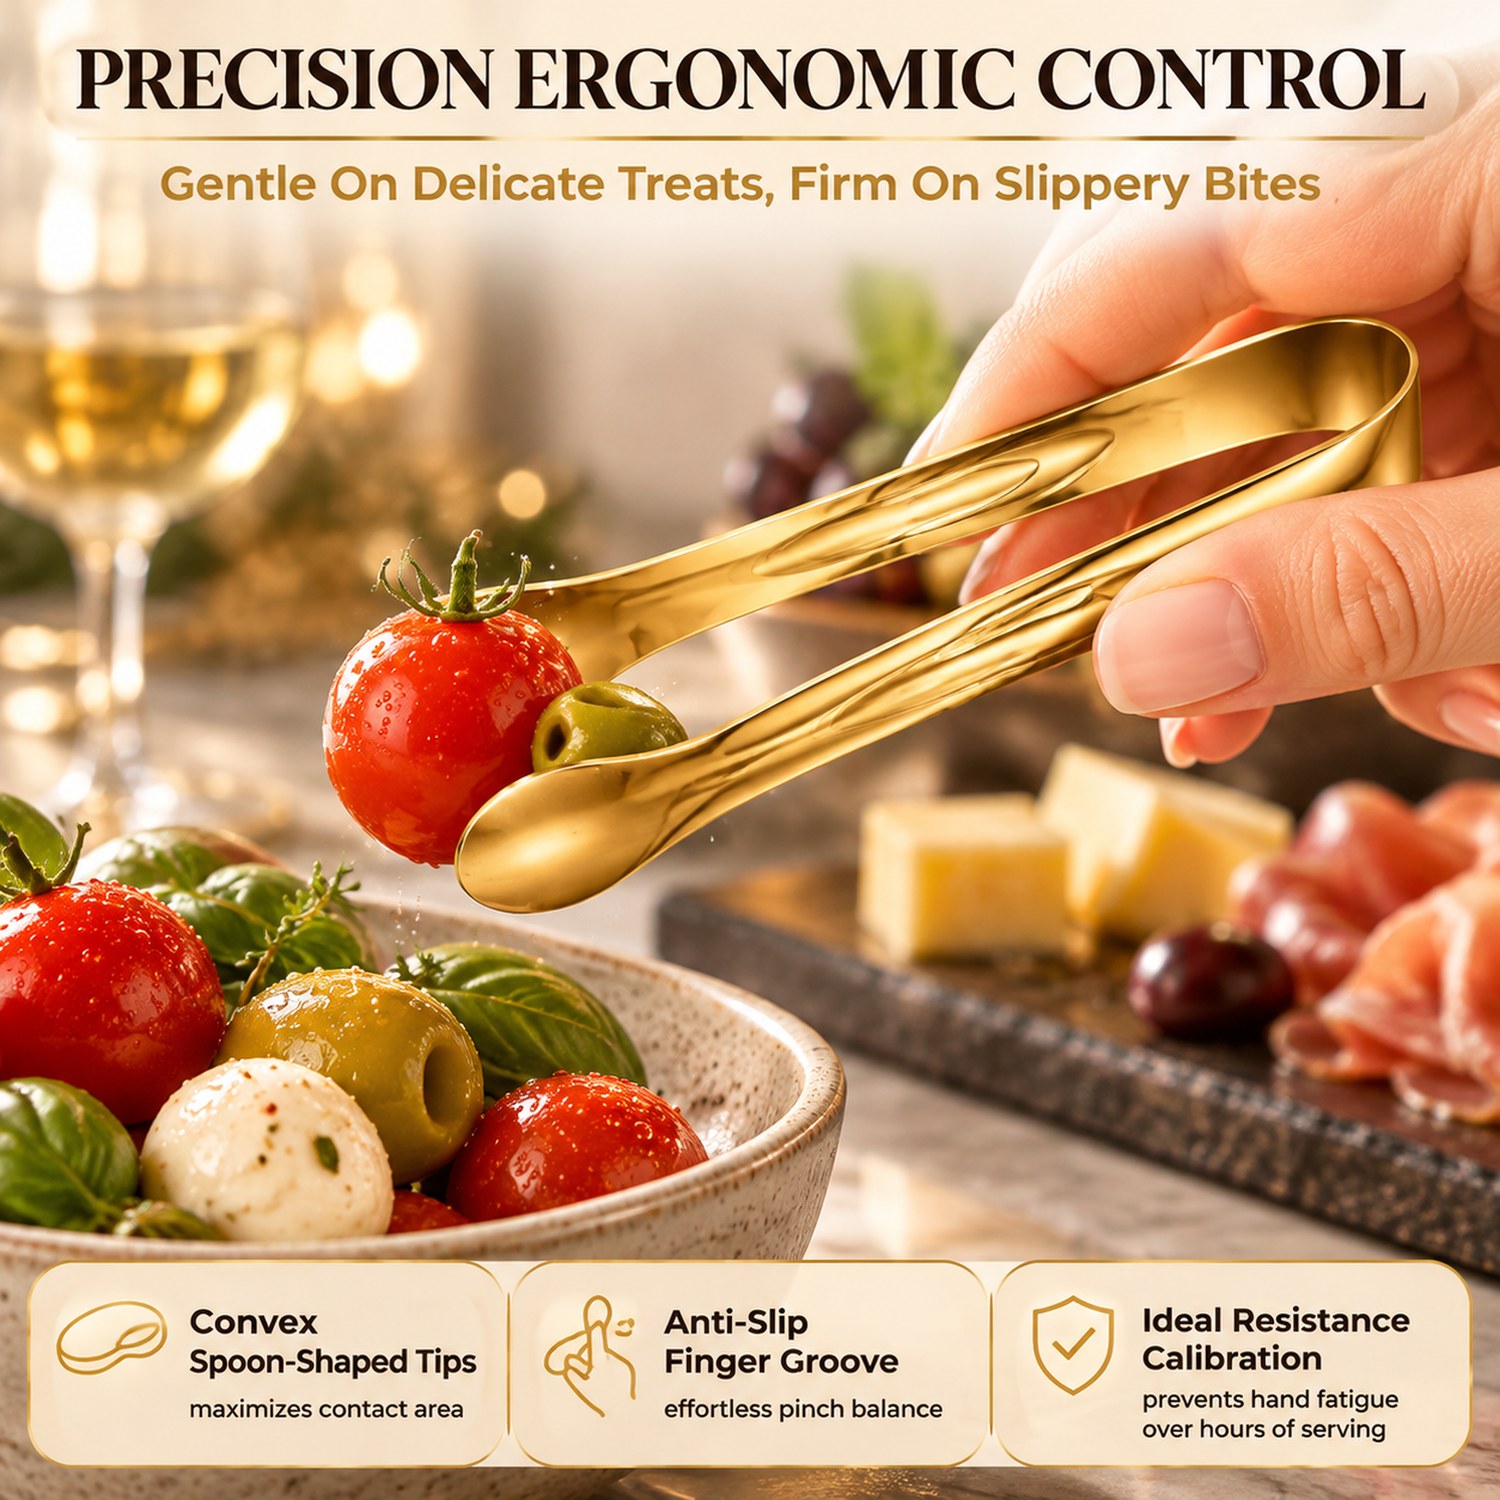 PRECISION ERGONOMIC CONTROL
Gentle On Delicate Treats, Firm On Slippery Bites
Convex
Spoon-Shaped Tips
maximizes contact area
Anti-Slip
Finger Groove
effortless pinch balance
Ideal Resistance
Calibration
prevents hand fatigue
over hours of serving